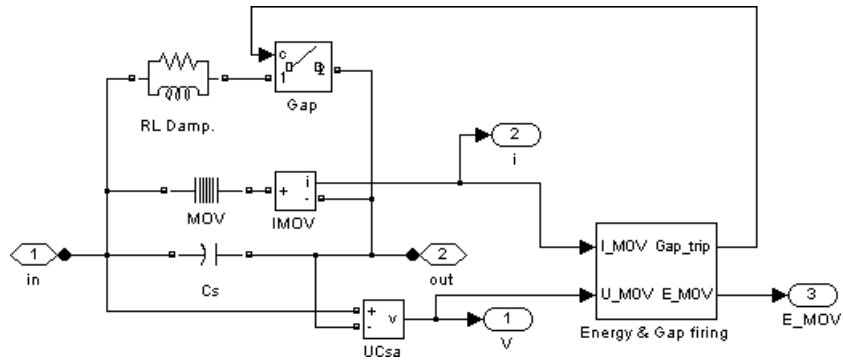 c
1
2
Gap
RL Damp.
2
i
MOV
+
i
-
IMOV
1
in
Cs
2
out
+
-
v
UCsa
1
V
I_MOV Gap_trip
U_MOV E_MOV
Energy & Gap firing
3
E_MOV